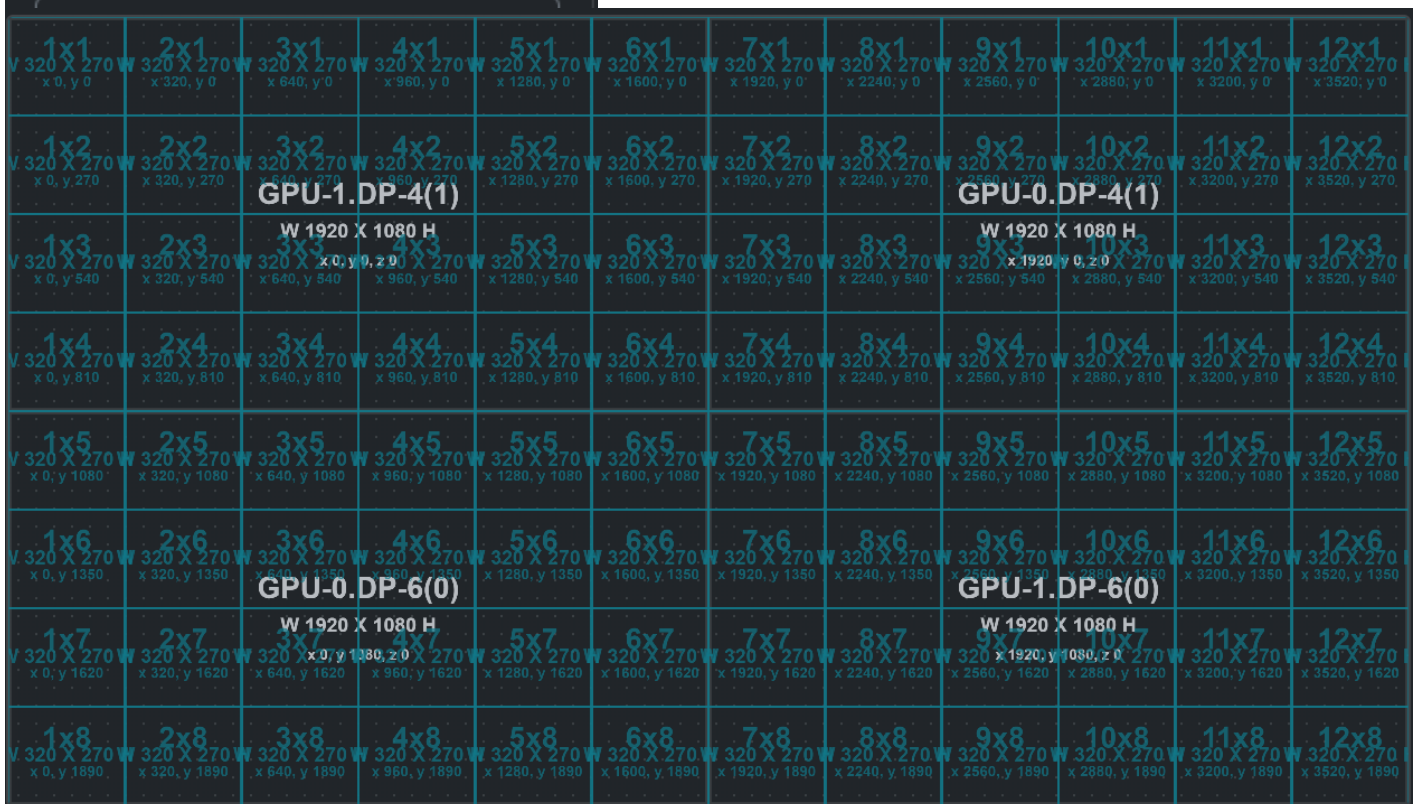 1x1 2x1 3x1 4x1 5x1 6x1 7x1 8x1 9x1 10x1 11x1 12x1
W 320 X 270 W 320 X 270 W 320 X 270 W 320 X 270 W 320 X 270 W 320 X 270 W 320 X 270 W 320 X 270 W 320 X 270 W 320 X 270 W 320 X 270 W 320 X 270
x 0, y 0 x 320, y 0 x 640, y 0 x 960, y 0 x 1280, y 0 x 1600, y 0 x 1920, y 0 x 2240, y 0 x 2560, y 0 x 2880, y 0 x 3200, y 0 x 3520, y 0
1x2 2x2 3x2 4x2 5x2 6x2 7x2 8x2 9x2 10x2 11x2 12x2
W 320 X 270 W 320 X 270 W 320 X 270 W 320 X 270 W 320 X 270 W 320 X 270 W 320 X 270 W 320 X 270 W 320 X 270 W 320 X 270 W 320 X 270 W 320 X 270
x 0, y 270 x 320, y 270 x 640, y 270 x 960, y 270 x 1280, y 270 x 1600, y 270 x 1920, y 270 x 2240, y 270 x 2560, y 270 x 2880, y 270 x 3200, y 270 x 3520, y 270
GPU-1.DP-4(1) GPU-0.DP-4(1)
W 1920 X 1080 H W 1920 X 1080 H
1x3 2x3 3x3 4x3 5x3 6x3 7x3 8x3 9x3 10x3 11x3 12x3
x 0, y 0, z 0 x 1920, y 0, z 0
W 320 X 270 W 320 X 270 W 320 X 270 W 320 X 270 W 320 X 270 W 320 X 270 W 320 X 270 W 320 X 270 W 320 X 270 W 320 X 270 W 320 X 270 W 320 X 270
x 0, y 540 x 320, y 540 x 640, y 540 x 960, y 540 x 1280, y 540 x 1600, y 540 x 1920, y 540 x 2240, y 540 x 2560, y 540 x 2880, y 540 x 3200, y 540 x 3520, y 540
1x4 2x4 3x4 4x4 5x4 6x4 7x4 8x4 9x4 10x4 11x4 12x4
W 320 X 270 W 320 X 270 W 320 X 270 W 320 X 270 W 320 X 270 W 320 X 270 W 320 X 270 W 320 X 270 W 320 X 270 W 320 X 270 W 320 X 270 W 320 X 270
x 0, y 810 x 320, y 810 x 640, y 810 x 960, y 810 x 1280, y 810 x 1600, y 810 x 1920, y 810 x 2240, y 810 x 2560, y 810 x 2880, y 810 x 3200, y 810 x 3520, y 810
1x5 2x5 3x5 4x5 5x5 6x5 7x5 8x5 9x5 10x5 11x5 12x5
W 320 X 270 W 320 X 270 W 320 X 270 W 320 X 270 W 320 X 270 W 320 X 270 W 320 X 270 W 320 X 270 W 320 X 270 W 320 X 270 W 320 X 270 W 320 X 270
x 0, y 1080 x 320, y 1080 x 640, y 1080 x 960, y 1080 x 1280, y 1080 x 1600, y 1080 x 1920, y 1080 x 2240, y 1080 x 2560, y 1080 x 2880, y 1080 x 3200, y 1080 x 3520, y 1080
1x6 2x6 3x6 4x6 5x6 6x6 7x6 8x6 9x6 10x6 11x6 12x6
W 320 X 270 W 320 X 270 W 320 X 270 W 320 X 270 W 320 X 270 W 320 X 270 W 320 X 270 W 320 X 270 W 320 X 270 W 320 X 270 W 320 X 270 W 320 X 270
x 0, y 1350 x 320, y 1350 x 640, y 1350 x 960, y 1350 x 1280, y 1350 x 1600, y 1350 x 1920, y 1350 x 2240, y 1350 x 2560, y 1350 x 2880, y 1350 x 3200, y 1350 x 3520, y 1350
GPU-0.DP-6(0) GPU-1.DP-6(0)
W 1920 X 1080 H W 1920 X 1080 H
1x7 2x7 3x7 4x7 5x7 6x7 7x7 8x7 9x7 10x7 11x7 12x7
x 0, y 1080, z 0 x 1920, y 1080, z 0
W 320 X 270 W 320 X 270 W 320 X 270 W 320 X 270 W 320 X 270 W 320 X 270 W 320 X 270 W 320 X 270 W 320 X 270 W 320 X 270 W 320 X 270 W 320 X 270
x 0, y 1620 x 320, y 1620 x 640, y 1620 x 960, y 1620 x 1280, y 1620 x 1600, y 1620 x 1920, y 1620 x 2240, y 1620 x 2560, y 1620 x 2880, y 1620 x 3200, y 1620 x 3520, y 1620
1x8 2x8 3x8 4x8 5x8 6x8 7x8 8x8 9x8 10x8 11x8 12x8
W 320 X 270 W 320 X 270 W 320 X 270 W 320 X 270 W 320 X 270 W 320 X 270 W 320 X 270 W 320 X 270 W 320 X 270 W 320 X 270 W 320 X 270 W 320 X 270
x 0, y 1890 x 320, y 1890 x 640, y 1890 x 960, y 1890 x 1280, y 1890 x 1600, y 1890 x 1920, y 1890 x 2240, y 1890 x 2560, y 1890 x 2880, y 1890 x 3200, y 1890 x 3520, y 1890